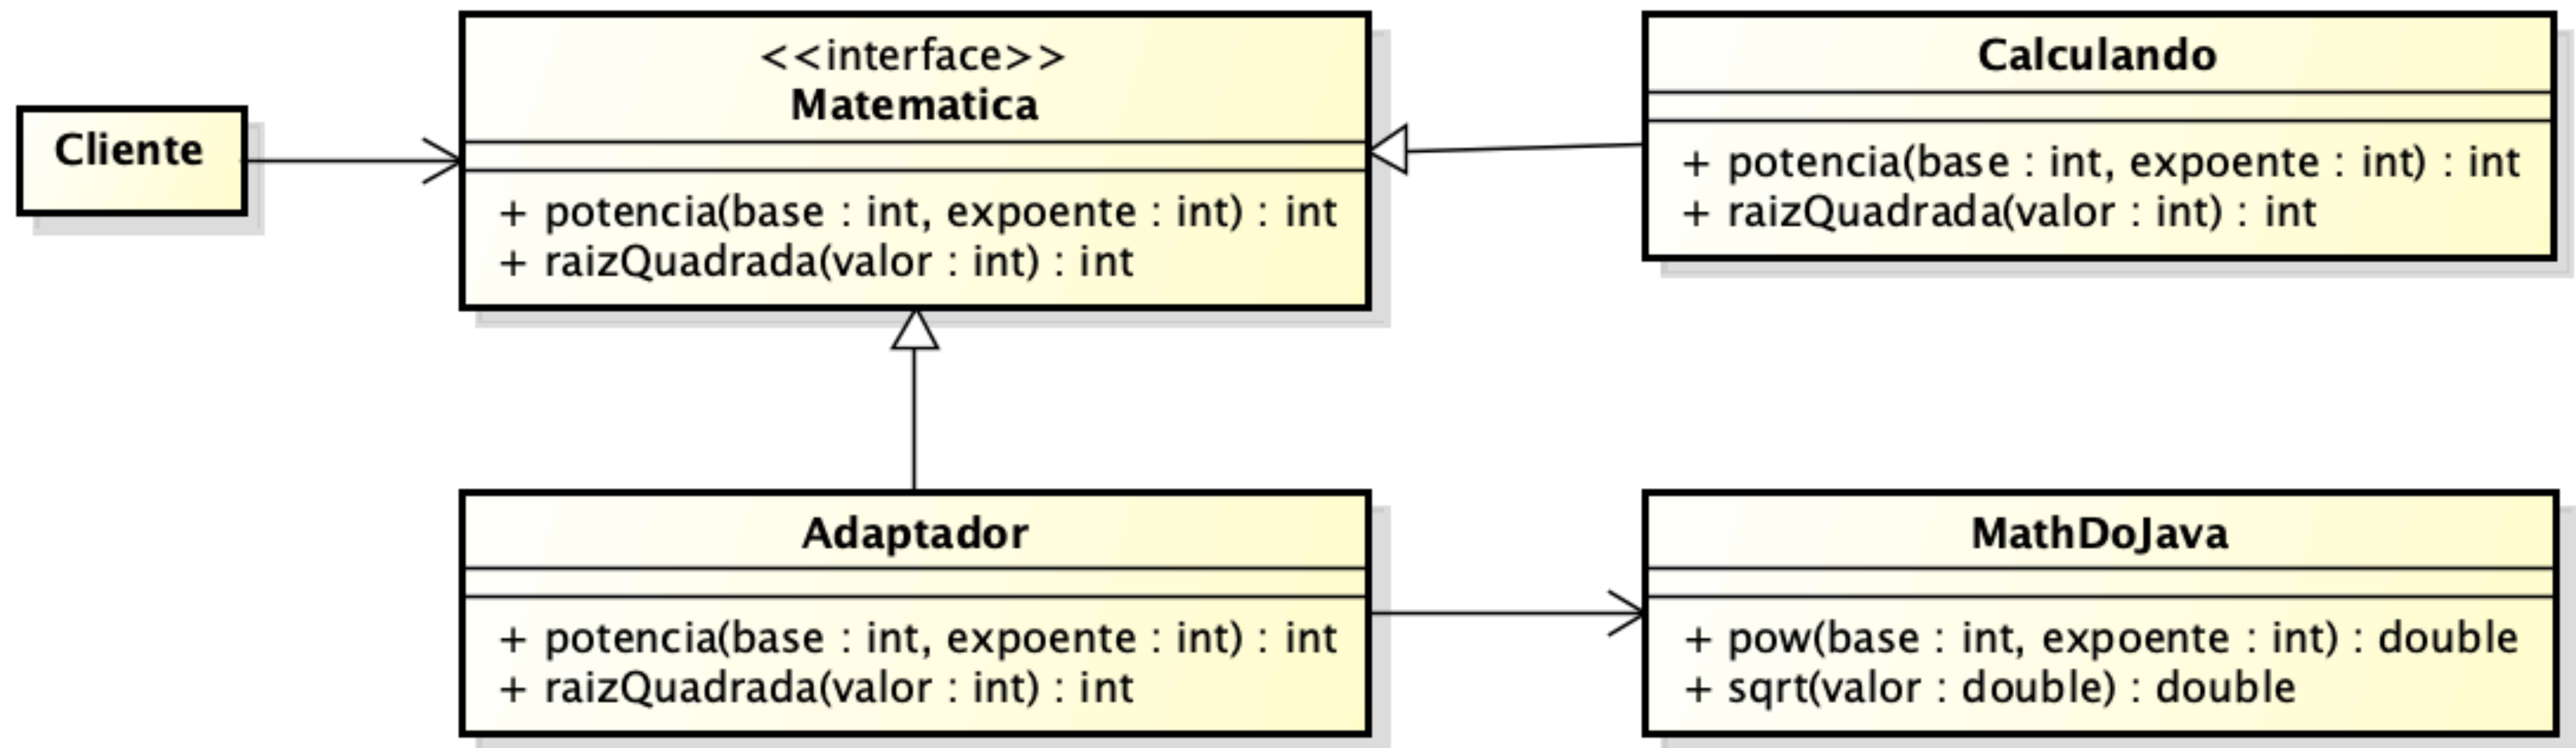 Cliente
<<interface>>
Matematica
+ potencia(base : int, expoente : int) : int
+ raizQuadrada(valor : int) : int
Calculando
+ potencia(base : int, expoente : int) : int
+ raizQuadrada(valor : int) : int
Adaptador
+ potencia(base : int, expoente : int) : int
+ raizQuadrada(valor : int) : int
MathDoJava
+ pow(base : int, expoente : int) : double
+ sqrt(valor : double) : double